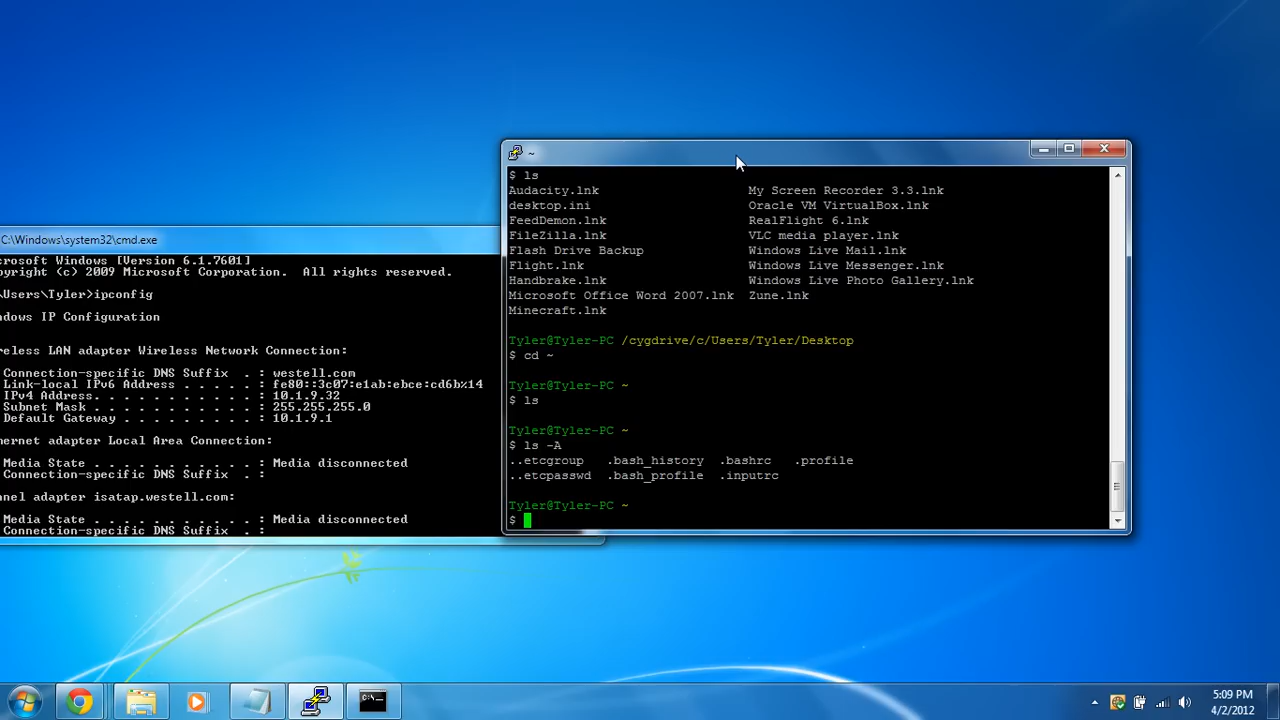 C:\Windows\system32\cmd.exe
crosoft Windows [Version 6.1.7601]
opyright (c) 2009 Microsoft Corporation.  All rights reserved.
\Users\Tyler>ipconfig
ndows IP Configuration
reless LAN adapter Wireless Network Connection:
Connection-specific DNS Suffix  . : westell.com
Link-local IPv6 Address . . . . . : fe80::3c07:e1ab:ebce:cd6b%14
IPv4 Address. . . . . . . . . . . : 10.1.9.32
Subnet Mask . . . . . . . . . . . : 255.255.255.0
Default Gateway . . . . . . . . . : 10.1.9.1
hernet adapter Local Area Connection:
Media State . . . . . . . . . . . : Media disconnected
Connection-specific DNS Suffix  . :
nnel adapter isatap.westell.com:
Media State . . . . . . . . . . . : Media disconnected
Connection-specific DNS Suffix  . :
~
$ ls
Audacity.lnk My Screen Recorder 3.3.lnk
desktop.ini Oracle VM VirtualBox.lnk
FeedDemon.lnk RealFlight 6.lnk
FileZilla.lnk VLC media player.lnk
Flash Drive Backup Windows Live Mail.lnk
Flight.lnk Windows Live Messenger.lnk
Handbrake.lnk Windows Live Photo Gallery.lnk
Microsoft Office Word 2007.lnk Zune.lnk
Minecraft.lnk
Tyler@Tyler-PC /cygdrive/c/Users/Tyler/Desktop
$ cd ~
Tyler@Tyler-PC ~
$ ls
Tyler@Tyler-PC ~
$ ls -A
..etcgroup .bash_history .bashrc .profile
..etcpasswd .bash_profile .inputrc
Tyler@Tyler-PC ~
$
C:\
5:09 PM
4/2/2012